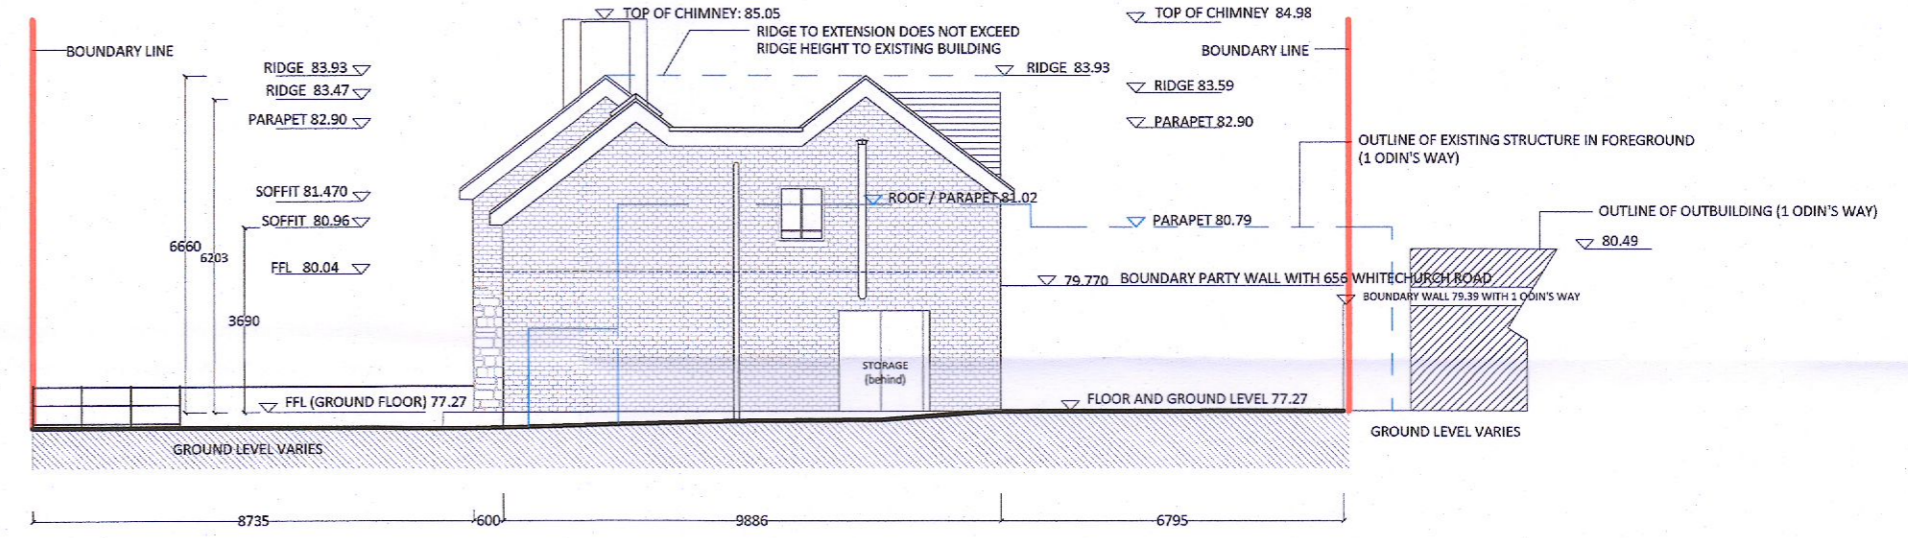 TOP OF CHIMNEY: 85.05
TOP OF CHIMNEY 84.98
RIDGE TO EXTENSION DOES NOT EXCEED
RIDGE HEIGHT TO EXISTING BUILDING
BOUNDARY LINE
BOUNDARY LINE
RIDGE 83.93
RIDGE 83.93
RIDGE 83.47
RIDGE 83.59
PARAPET 82.90
PARAPET 82.90
OUTLINE OF EXISTING STRUCTURE IN FOREGROUND
(1 ODIN'S WAY)
SOFFIT 81.470
ROOF / PARAPET 81.02
SOFFIT 80.96
PARAPET 80.79
OUTLINE OF OUTBUILDING (1 ODIN'S WAY)
80.49
6660
6203
FFL 80.04
79.770 BOUNDARY PARTY WALL WITH 656 WHITECHURCH ROAD
BOUNDARY WALL 79.39 WITH 1 ODIN'S WAY
3690
STORAGE
(behind)
FFL (GROUND FLOOR) 77.27
FLOOR AND GROUND LEVEL 77.27
GROUND LEVEL VARIES
GROUND LEVEL VARIES
8735
600
9886
6795